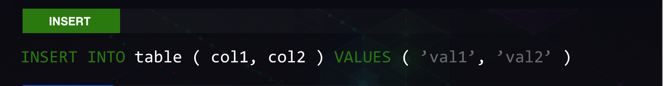 INSERT
INSERT INTO table ( col1, col2 ) VALUES ( ’val1’, ’val2’ )